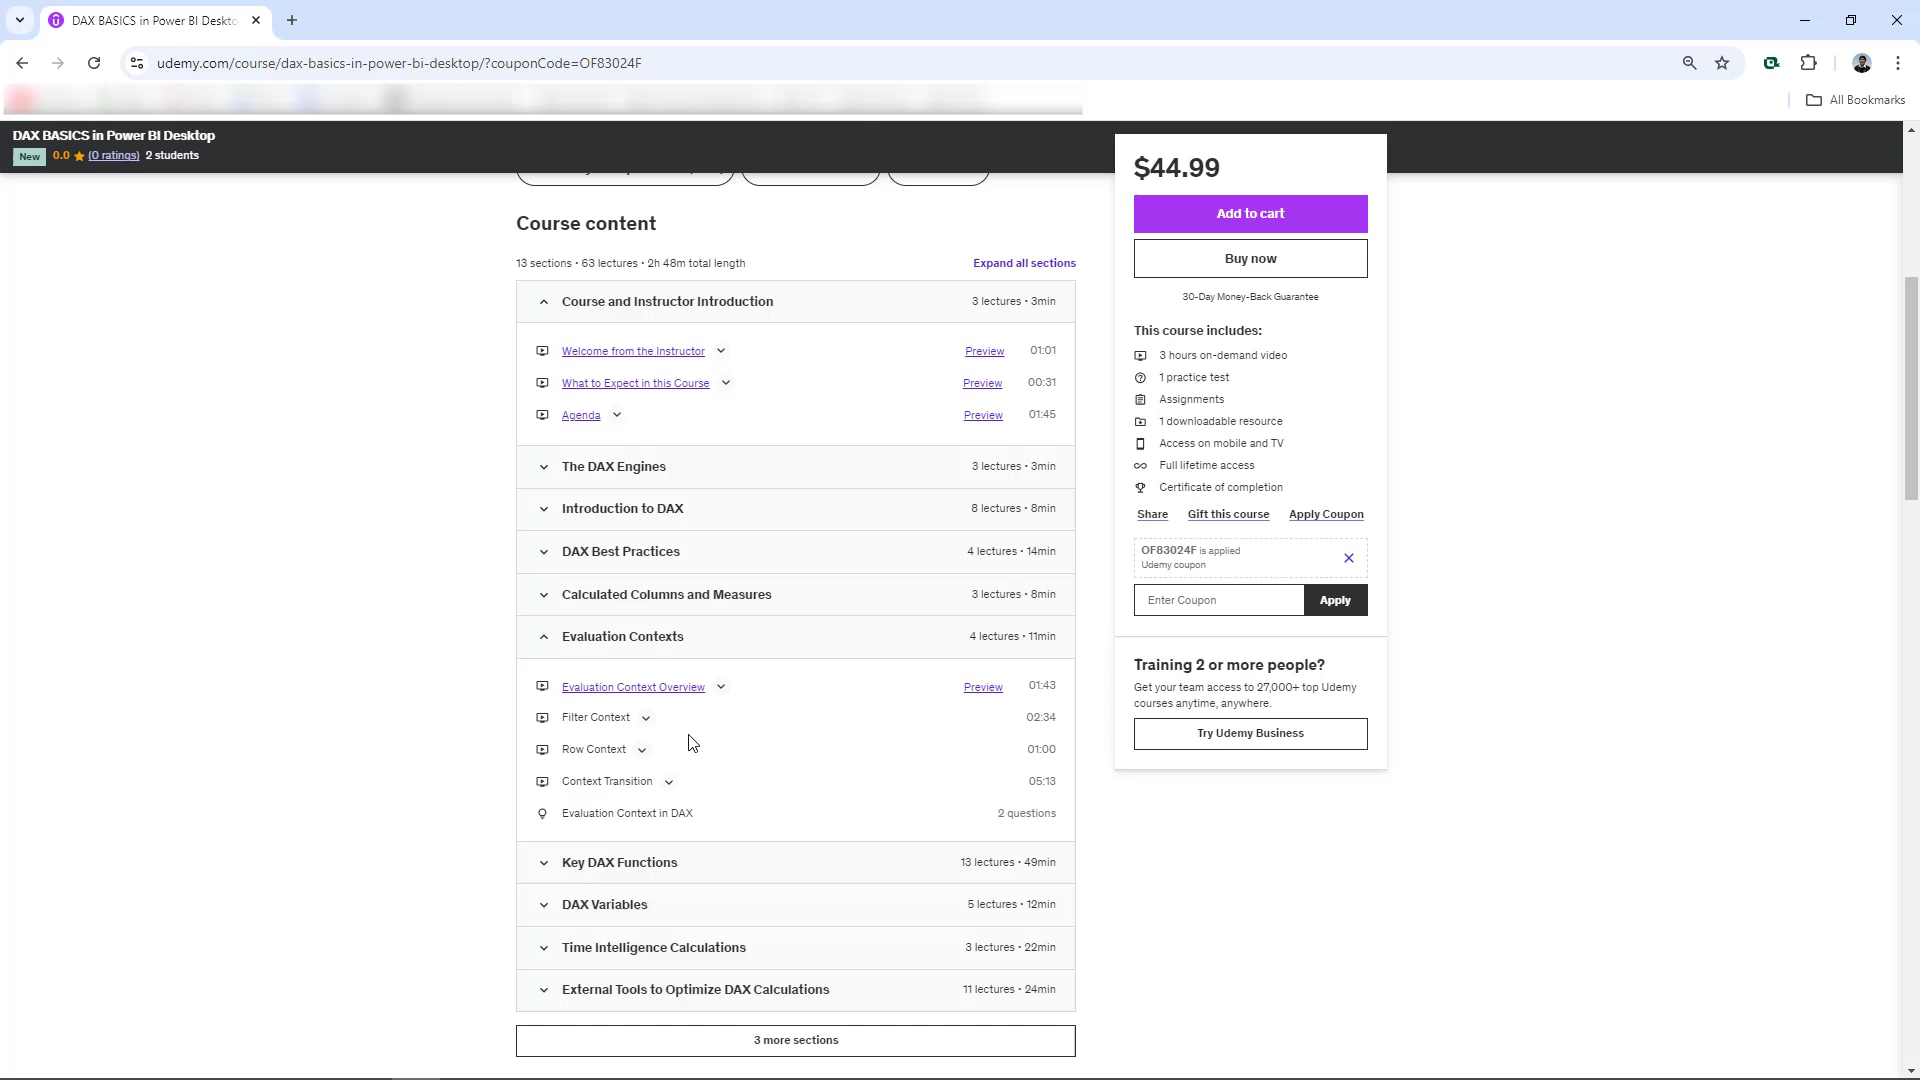 DAX BASICS in Power BI Deskto
udemy.com/course/dax-basics-in-power-bi-desktop/?couponCode=OF83024F
All Bookmarks
DAX BASICS in Power BI Desktop
New 0.0 (0 ratings) 2 students
Course content
13 sections • 63 lectures • 2h 48m total length
Expand all sections
Course and Instructor Introduction 3 lectures • 3min
Welcome from the Instructor Preview 01:01
What to Expect in this Course Preview 00:31
Agenda Preview 01:45
The DAX Engines 3 lectures • 3min
Introduction to DAX 8 lectures • 8min
DAX Best Practices 4 lectures • 14min
Calculated Columns and Measures 3 lectures • 8min
Evaluation Contexts 4 lectures • 11min
Evaluation Context Overview Preview 01:43
Filter Context 02:34
Row Context 01:00
Context Transition 05:13
Evaluation Context in DAX 2 questions
Key DAX Functions 13 lectures • 49min
DAX Variables 5 lectures • 12min
Time Intelligence Calculations 3 lectures • 22min
External Tools to Optimize DAX Calculations 11 lectures • 24min
3 more sections
$44.99
Add to cart
Buy now
30-Day Money-Back Guarantee
This course includes:
3 hours on-demand video
1 practice test
Assignments
1 downloadable resource
Access on mobile and TV
Full lifetime access
Certificate of completion
Share Gift this course Apply Coupon
OF83024F is applied
Udemy coupon
Enter Coupon Apply
Training 2 or more people?
Get your team access to 27,000+ top Udemy
courses anytime, anywhere.
Try Udemy Business